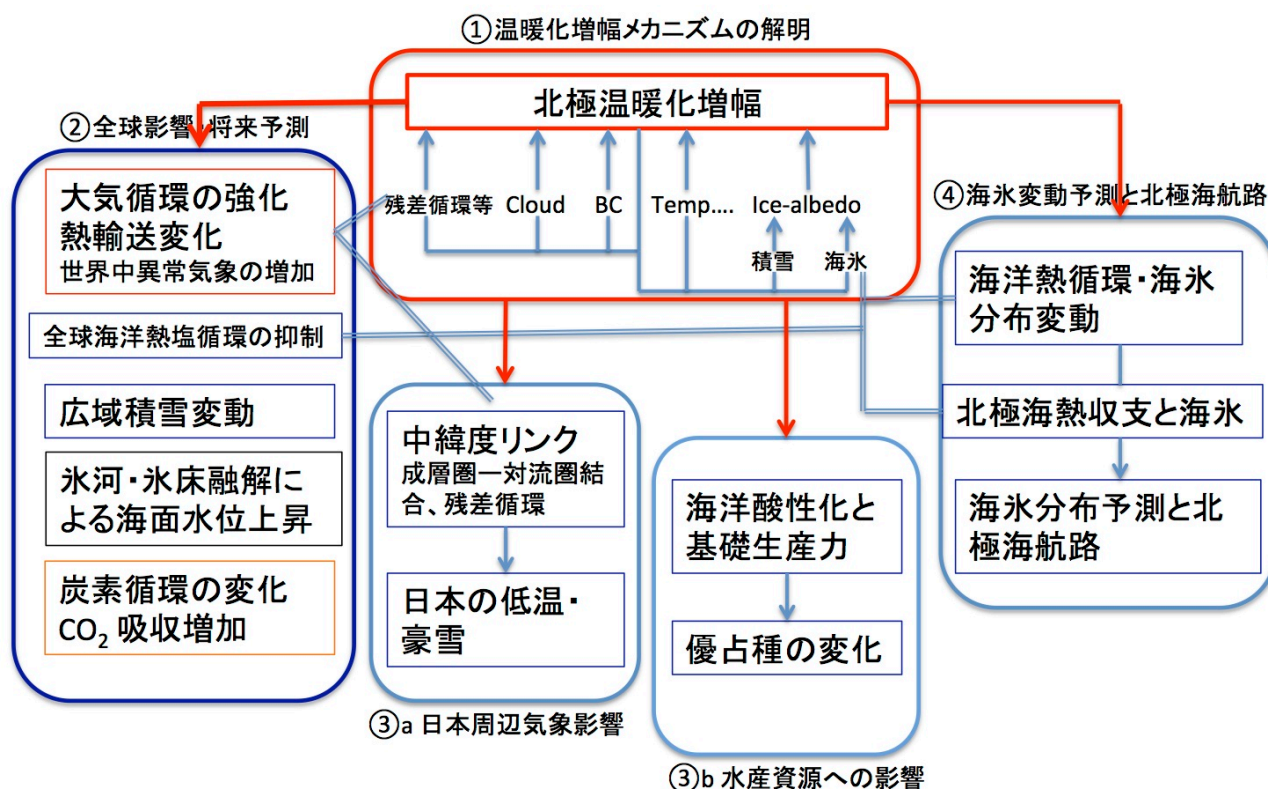 ①温暖化増幅メカニズムの解明
北極温暖化増幅
残差循環等 Cloud BC Temp.... Ice-albedo
積雪 海氷
②全球影響・将来予測
大気循環の強化
熱輸送変化
世界中異常気象の増加
全球海洋熱塩循環の抑制
広域積雪変動
氷河・氷床融解に
よる海面水位上昇
炭素循環の変化
CO₂ 吸収増加
中緯度リンク
成層圏ー対流圏結
合、残差循環
日本の低温・
豪雪
③a 日本周辺気象影響
海洋酸性化と
基礎生産力
優占種の変化
③b 水産資源への影響
④海氷変動予測と北極海航路
海洋熱循環・海氷
分布変動
北極海熱収支と海氷
海氷分布予測と北
極海航路